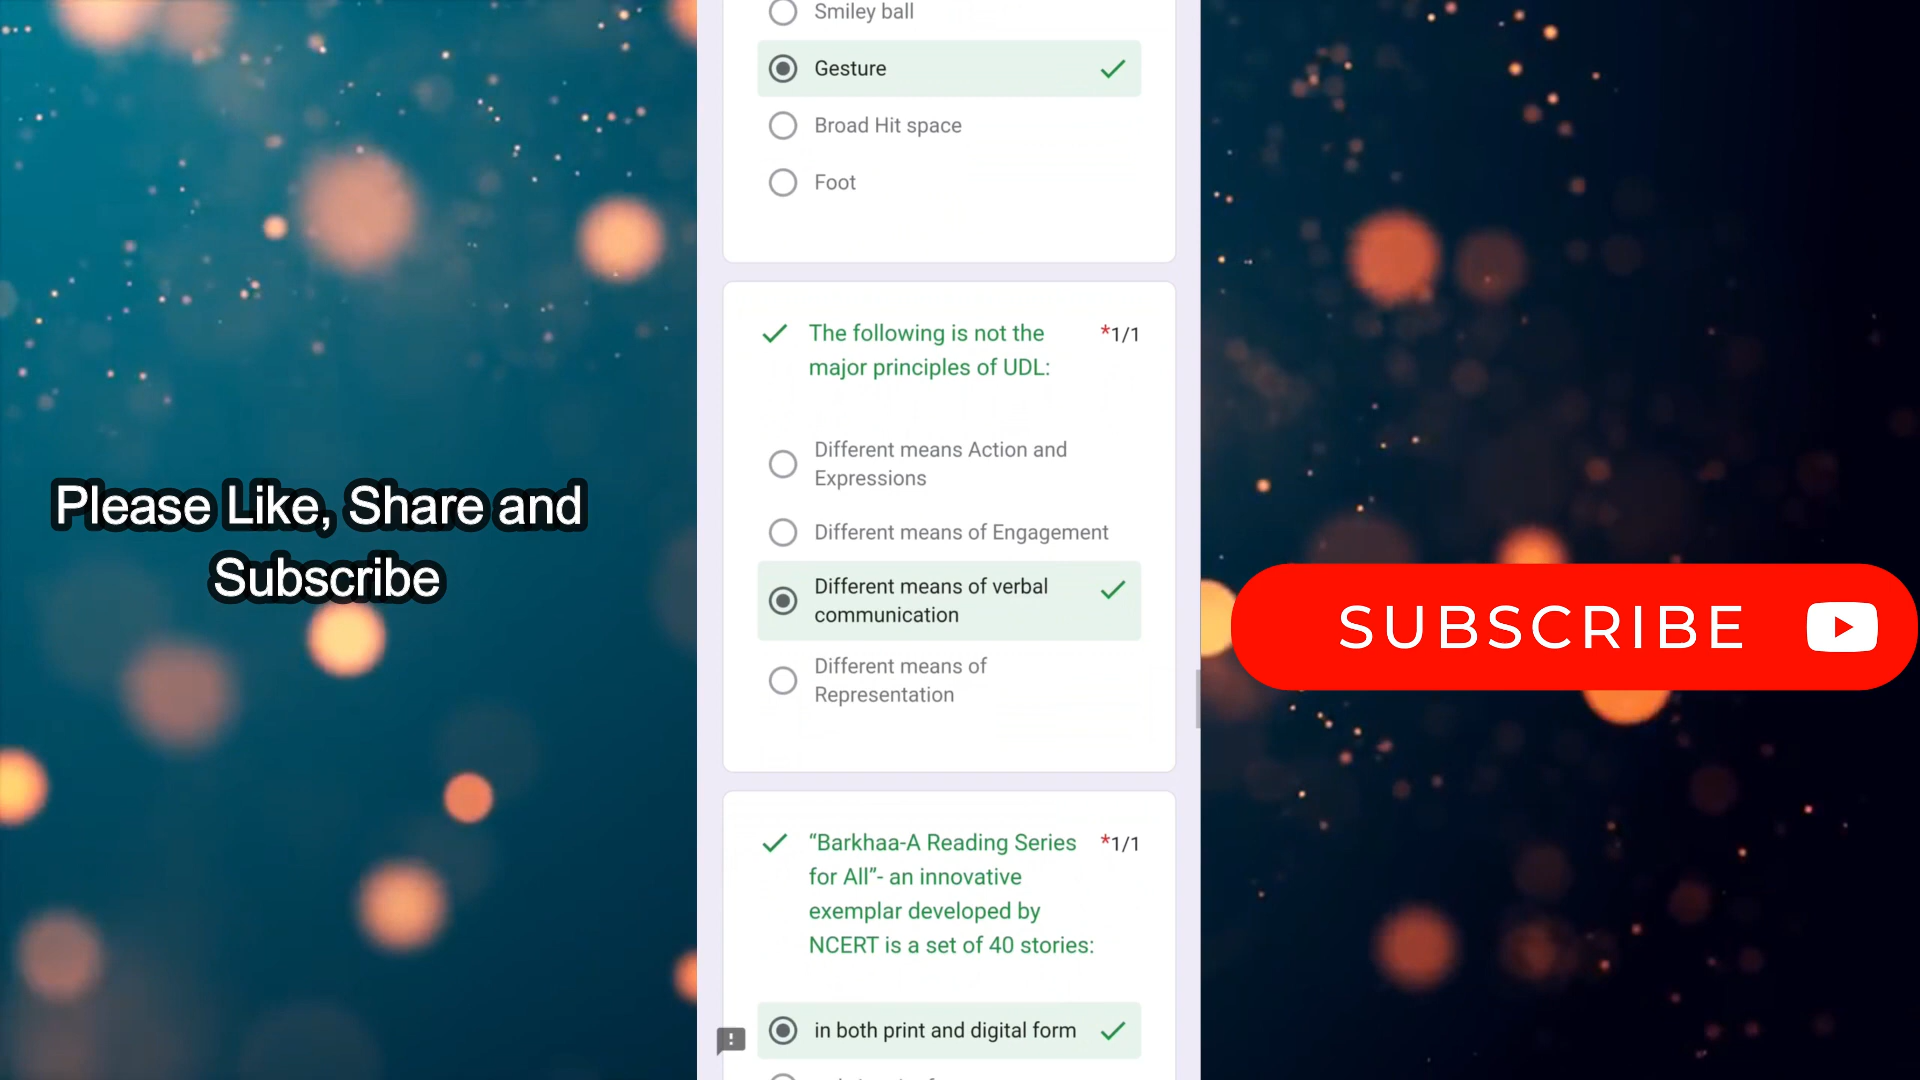 Smiley ball
Gesture
Broad Hit space
Foot
The following is not the *1/1
major principles of UDL:
Different means Action and
Expressions
Different means of Engagement
Different means of verbal
communication
Different means of
Representation
"Barkhaa-A Reading Series *1/1
for All"- an innovative
exemplar developed by
NCERT is a set of 40 stories:
in both print and digital form
Please Like, Share and
Subscribe
SUBSCRIBE